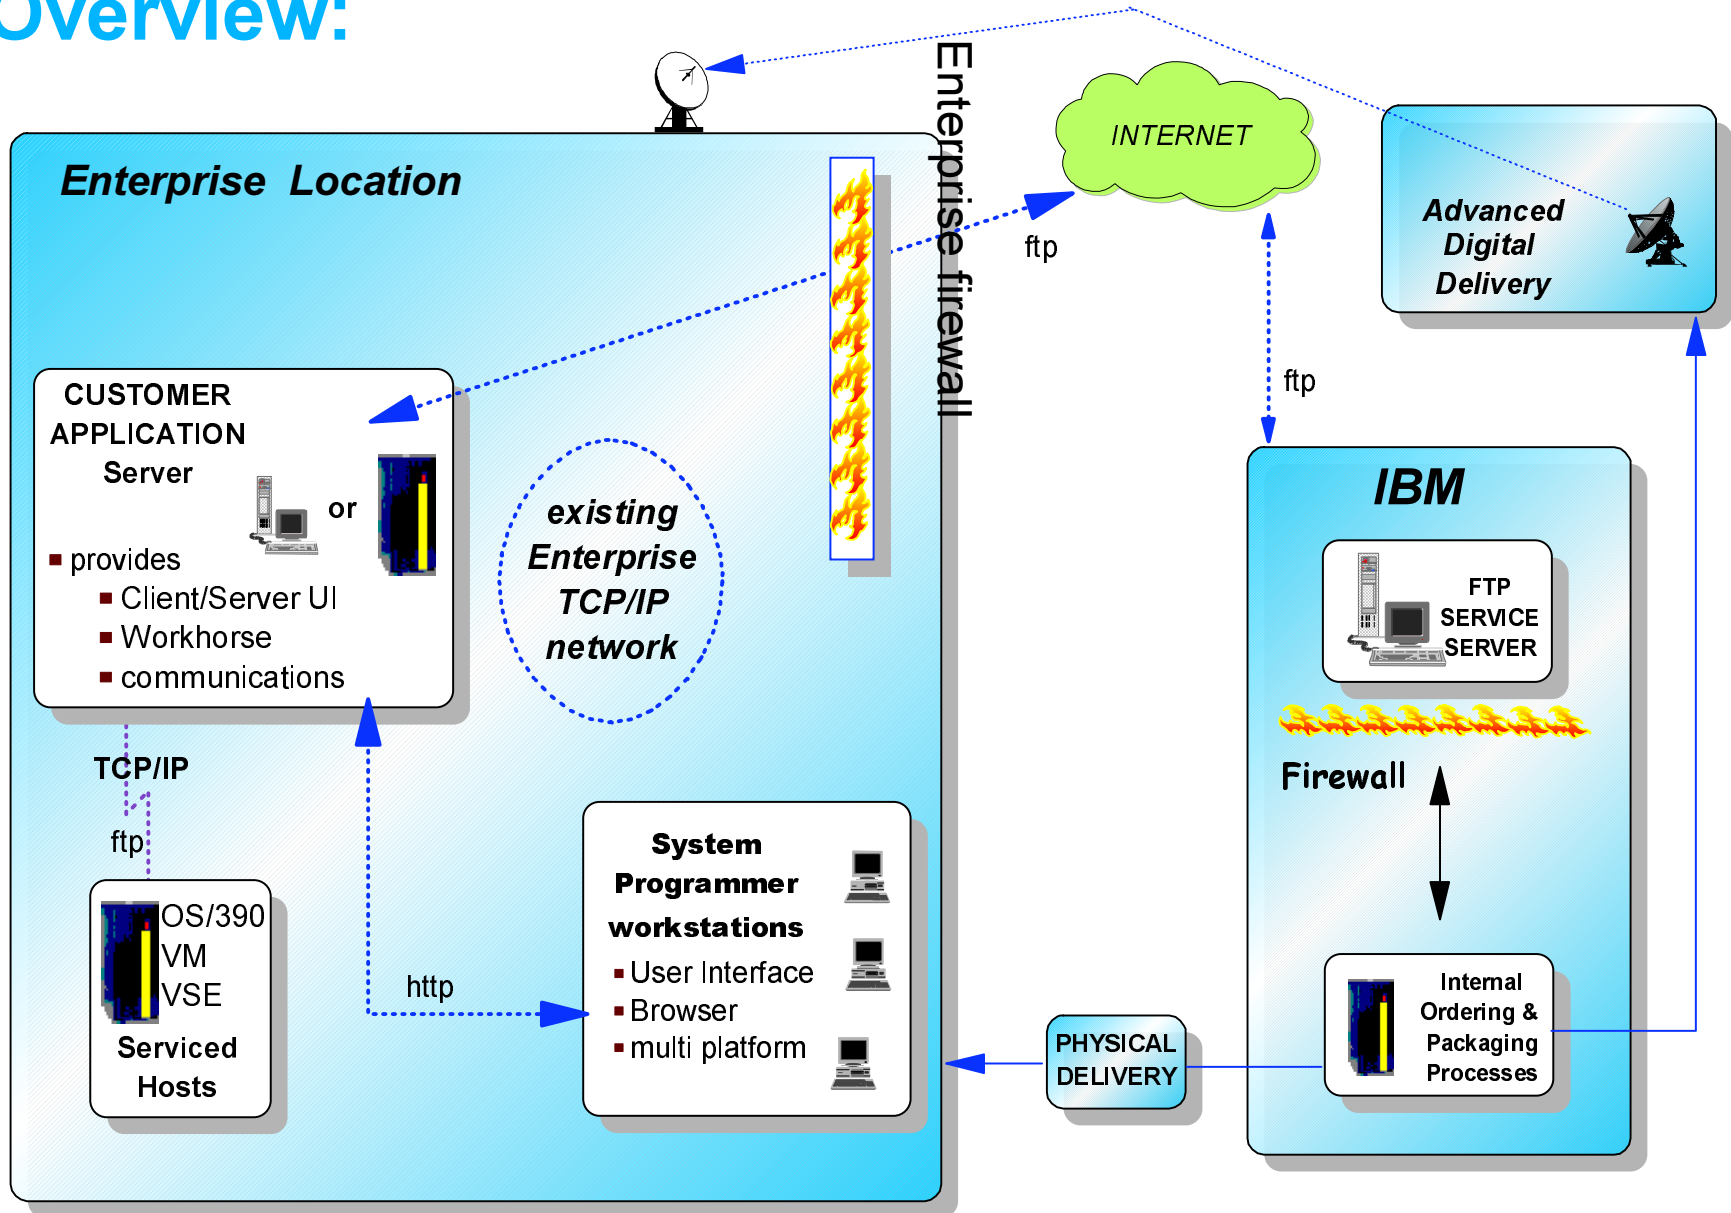 Overview:
Enterprise Location
Enterprise firewall
INTERNET
Advanced
Digital
Delivery
ftp
ftp
CUSTOMER
APPLICATION
Server
or
provides
Client/Server UI
Workhorse
communications
existing
Enterprise
TCP/IP
network
IBM
FTP
SERVICE
SERVER
Firewall
TCP/IP
ftp
OS/390
VM
VSE
Serviced
Hosts
http
System
Programmer
workstations
User Interface
Browser
multi platform
PHYSICAL
DELIVERY
Internal
Ordering &
Packaging
Processes